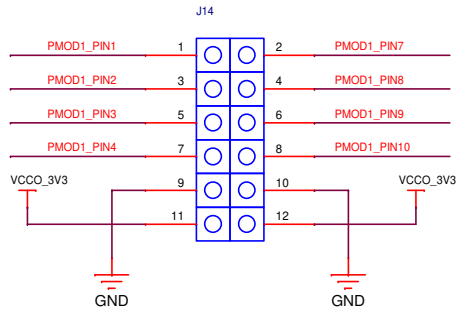 J14
PMOD1_PIN1 1 2 PMOD1_PIN7
PMOD1_PIN2 3 4 PMOD1_PIN8
PMOD1_PIN3 5 6 PMOD1_PIN9
PMOD1_PIN4 7 8 PMOD1_PIN10
VCCO_3V3 9 10 VCCO_3V3
11 12
GND GND